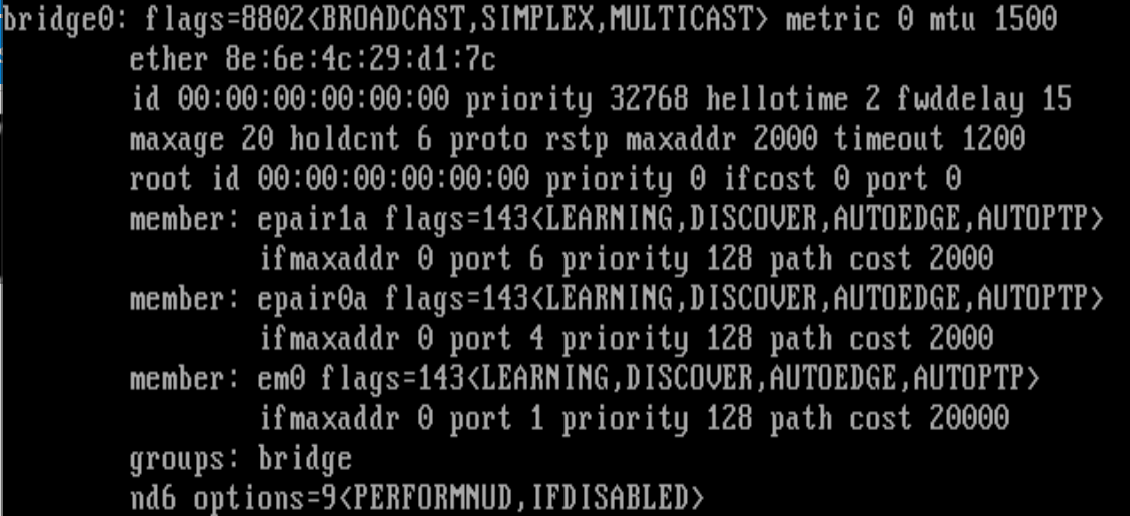 bridge0: flags=8802<BROADCAST,SIMPLEX,MULTICAST> metric 0 mtu 1500
ether 8e:6e:4c:29:d1:7c
id 00:00:00:00:00:00 priority 32768 hellotime 2 fwddelay 15
maxage 20 holdcnt 6 proto rstp maxaddr 2000 timeout 1200
root id 00:00:00:00:00:00 priority 0 ifcost 0 port 0
member: epair1a flags=143<LEARNING,DISCOVER,AUTOEDGE,AUTOPTP>
ifmaxaddr 0 port 6 priority 128 path cost 2000
member: epair0a flags=143<LEARNING,DISCOVER,AUTOEDGE,AUTOPTP>
ifmaxaddr 0 port 4 priority 128 path cost 2000
member: em0 flags=143<LEARNING,DISCOVER,AUTOEDGE,AUTOPTP>
ifmaxaddr 0 port 1 priority 128 path cost 20000
groups: bridge
nd6 options=9<PERFORMNUD,IFDISABLED>